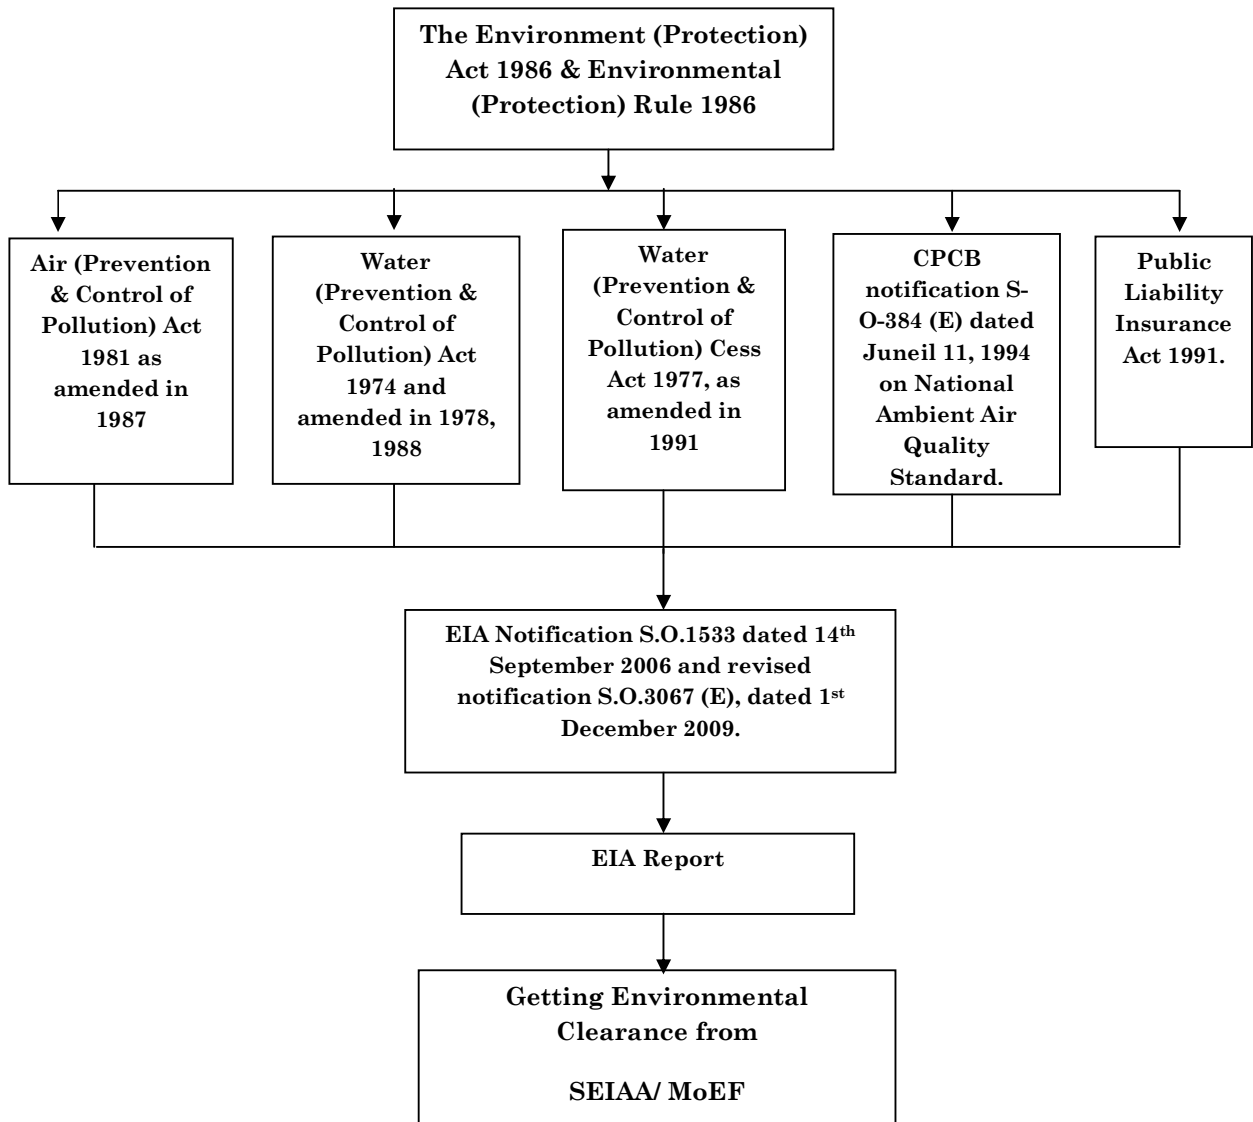 The Environment (Protection)
Act 1986 & Environmental
(Protection) Rule 1986
Air (Prevention
& Control of
Pollution) Act
1981 as
amended in
1987
Water
(Prevention &
Control of
Pollution) Act
1974 and
amended in 1978,
1988
Water
(Prevention &
Control of
Pollution) Cess
Act 1977, as
amended in
1991
CPCB
notification S-
O-384 (E) dated
Juneil 11, 1994
on National
Ambient Air
Quality
Standard.
Public
Liability
Insurance
Act 1991.
EIA Notification S.O.1533 dated 14th
September 2006 and revised
notification S.O.3067 (E), dated 1st
December 2009.
EIA Report
Getting Environmental
Clearance from
SEIAA/ MoEF